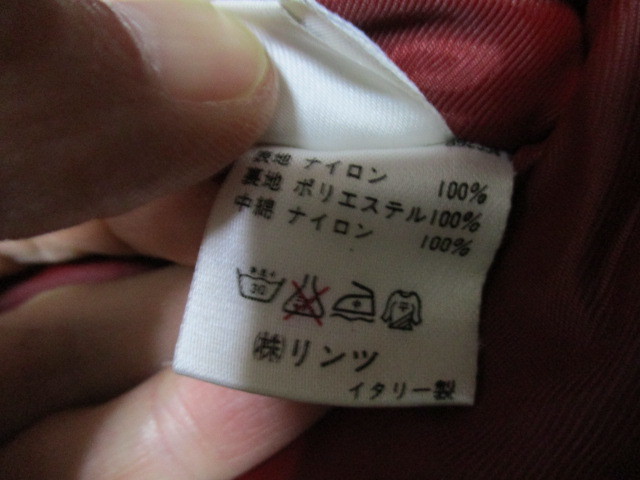 表地 ナイロン 100%
裏地 ポリエステル100%
中綿 ナイロン 100%
30
㈱リンツ
イタリー製